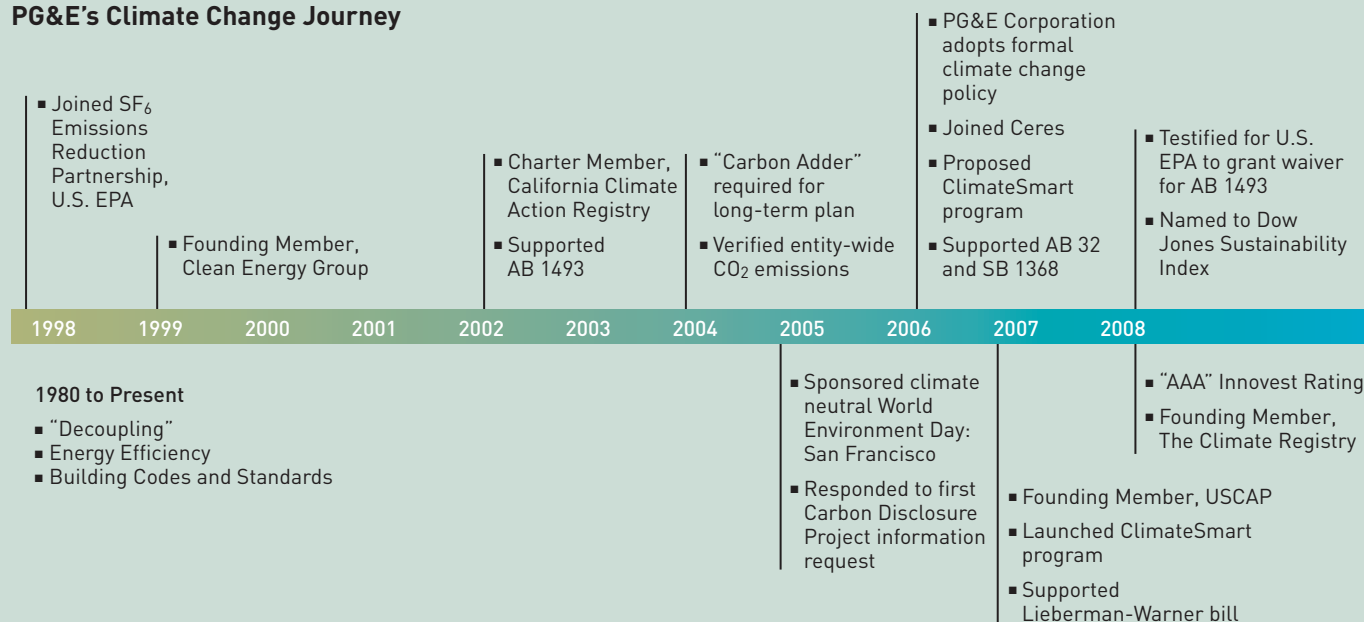 PG&E’s Climate Change Journey
▪ Joined SF₆
Emissions
Reduction
Partnership,
U.S. EPA
▪ Founding Member,
Clean Energy Group
▪ Charter Member,
California Climate
Action Registry
▪ Supported
AB 1493
▪ “Carbon Adder”
required for
long-term plan
▪ Verified entity-wide
CO₂ emissions
▪ PG&E Corporation
adopts formal
climate change
policy
▪ Joined Ceres
▪ Proposed
ClimateSmart
program
▪ Supported AB 32
and SB 1368
▪ Testified for U.S.
EPA to grant waiver
for AB 1493
▪ Named to Dow
Jones Sustainability
Index
1998 1999 2000 2001 2002 2003 2004 2005 2006 2007 2008
1980 to Present
▪ “Decoupling”
▪ Energy Efficiency
▪ Building Codes and Standards
▪ Sponsored climate
neutral World
Environment Day:
San Francisco
▪ Responded to first
Carbon Disclosure
Project information
request
▪ Founding Member, USCAP
▪ Launched ClimateSmart
program
▪ Supported
Lieberman-Warner bill
▪ “AAA” Innovest Rating
▪ Founding Member,
The Climate Registry